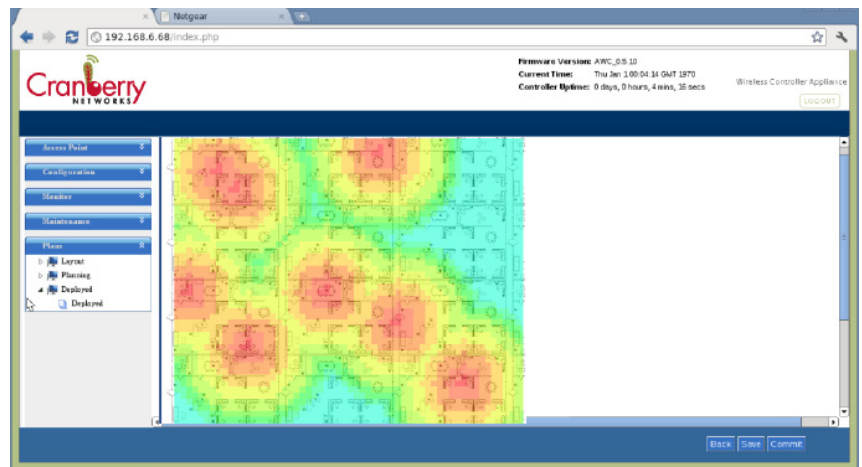 Netgear
192.168.6.68/index.php
Cranberry
NETWORKS
Firmware Version: AWC_0.5.10
Current Time: Thu Jan 1 00:04:14 GMT 1970
Controller Uptime: 0 days, 0 hours, 4 mins, 16 secs
Wireless Controller Appliance
LOGOUT
Access Point
Configuration
Monitor
Maintenance
Plans
Layout
Planning
Deployed
Deployed
Back
Save
Commit